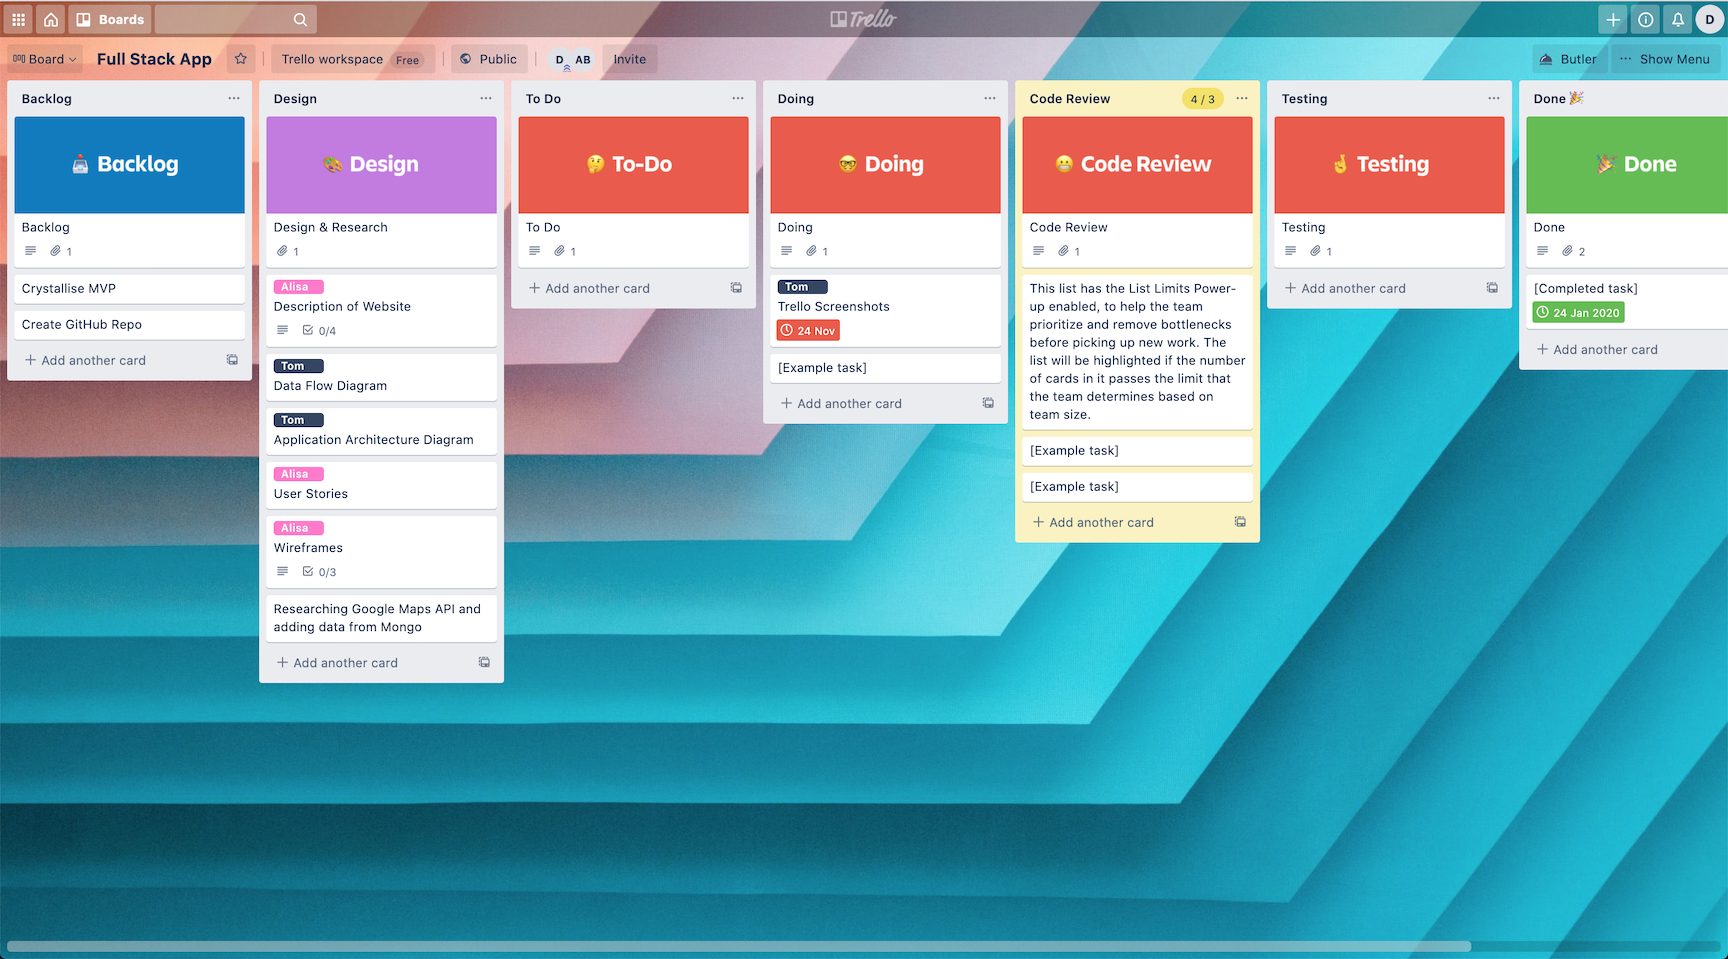 Boards
Trello
D
Board
Full Stack App
Trello workspace Free
Public
D AB
Invite
Butler
··· Show Menu
Backlog
Backlog
Backlog
1
Crystallise MVP
Create GitHub Repo
+ Add another card
Design
Design
Design & Research
1
Alisa
Description of Website
0/4
Tom
Data Flow Diagram
Tom
Application Architecture Diagram
Alisa
User Stories
Alisa
Wireframes
0/3
Researching Google Maps API and
adding data from Mongo
+ Add another card
To Do
To-Do
To Do
1
+ Add another card
Doing
Doing
Doing
1
Tom
Trello Screenshots
24 Nov
[Example task]
+ Add another card
Code Review 4 / 3
Code Review
Code Review
1
This list has the List Limits Power-
up enabled, to help the team
prioritize and remove bottlenecks
before picking up new work. The
list will be highlighted if the number
of cards in it passes the limit that
the team determines based on
team size.
[Example task]
[Example task]
+ Add another card
Testing
Testing
Testing
1
+ Add another card
Done 🎉
Done
Done
2
[Completed task]
24 Jan 2020
+ Add another card